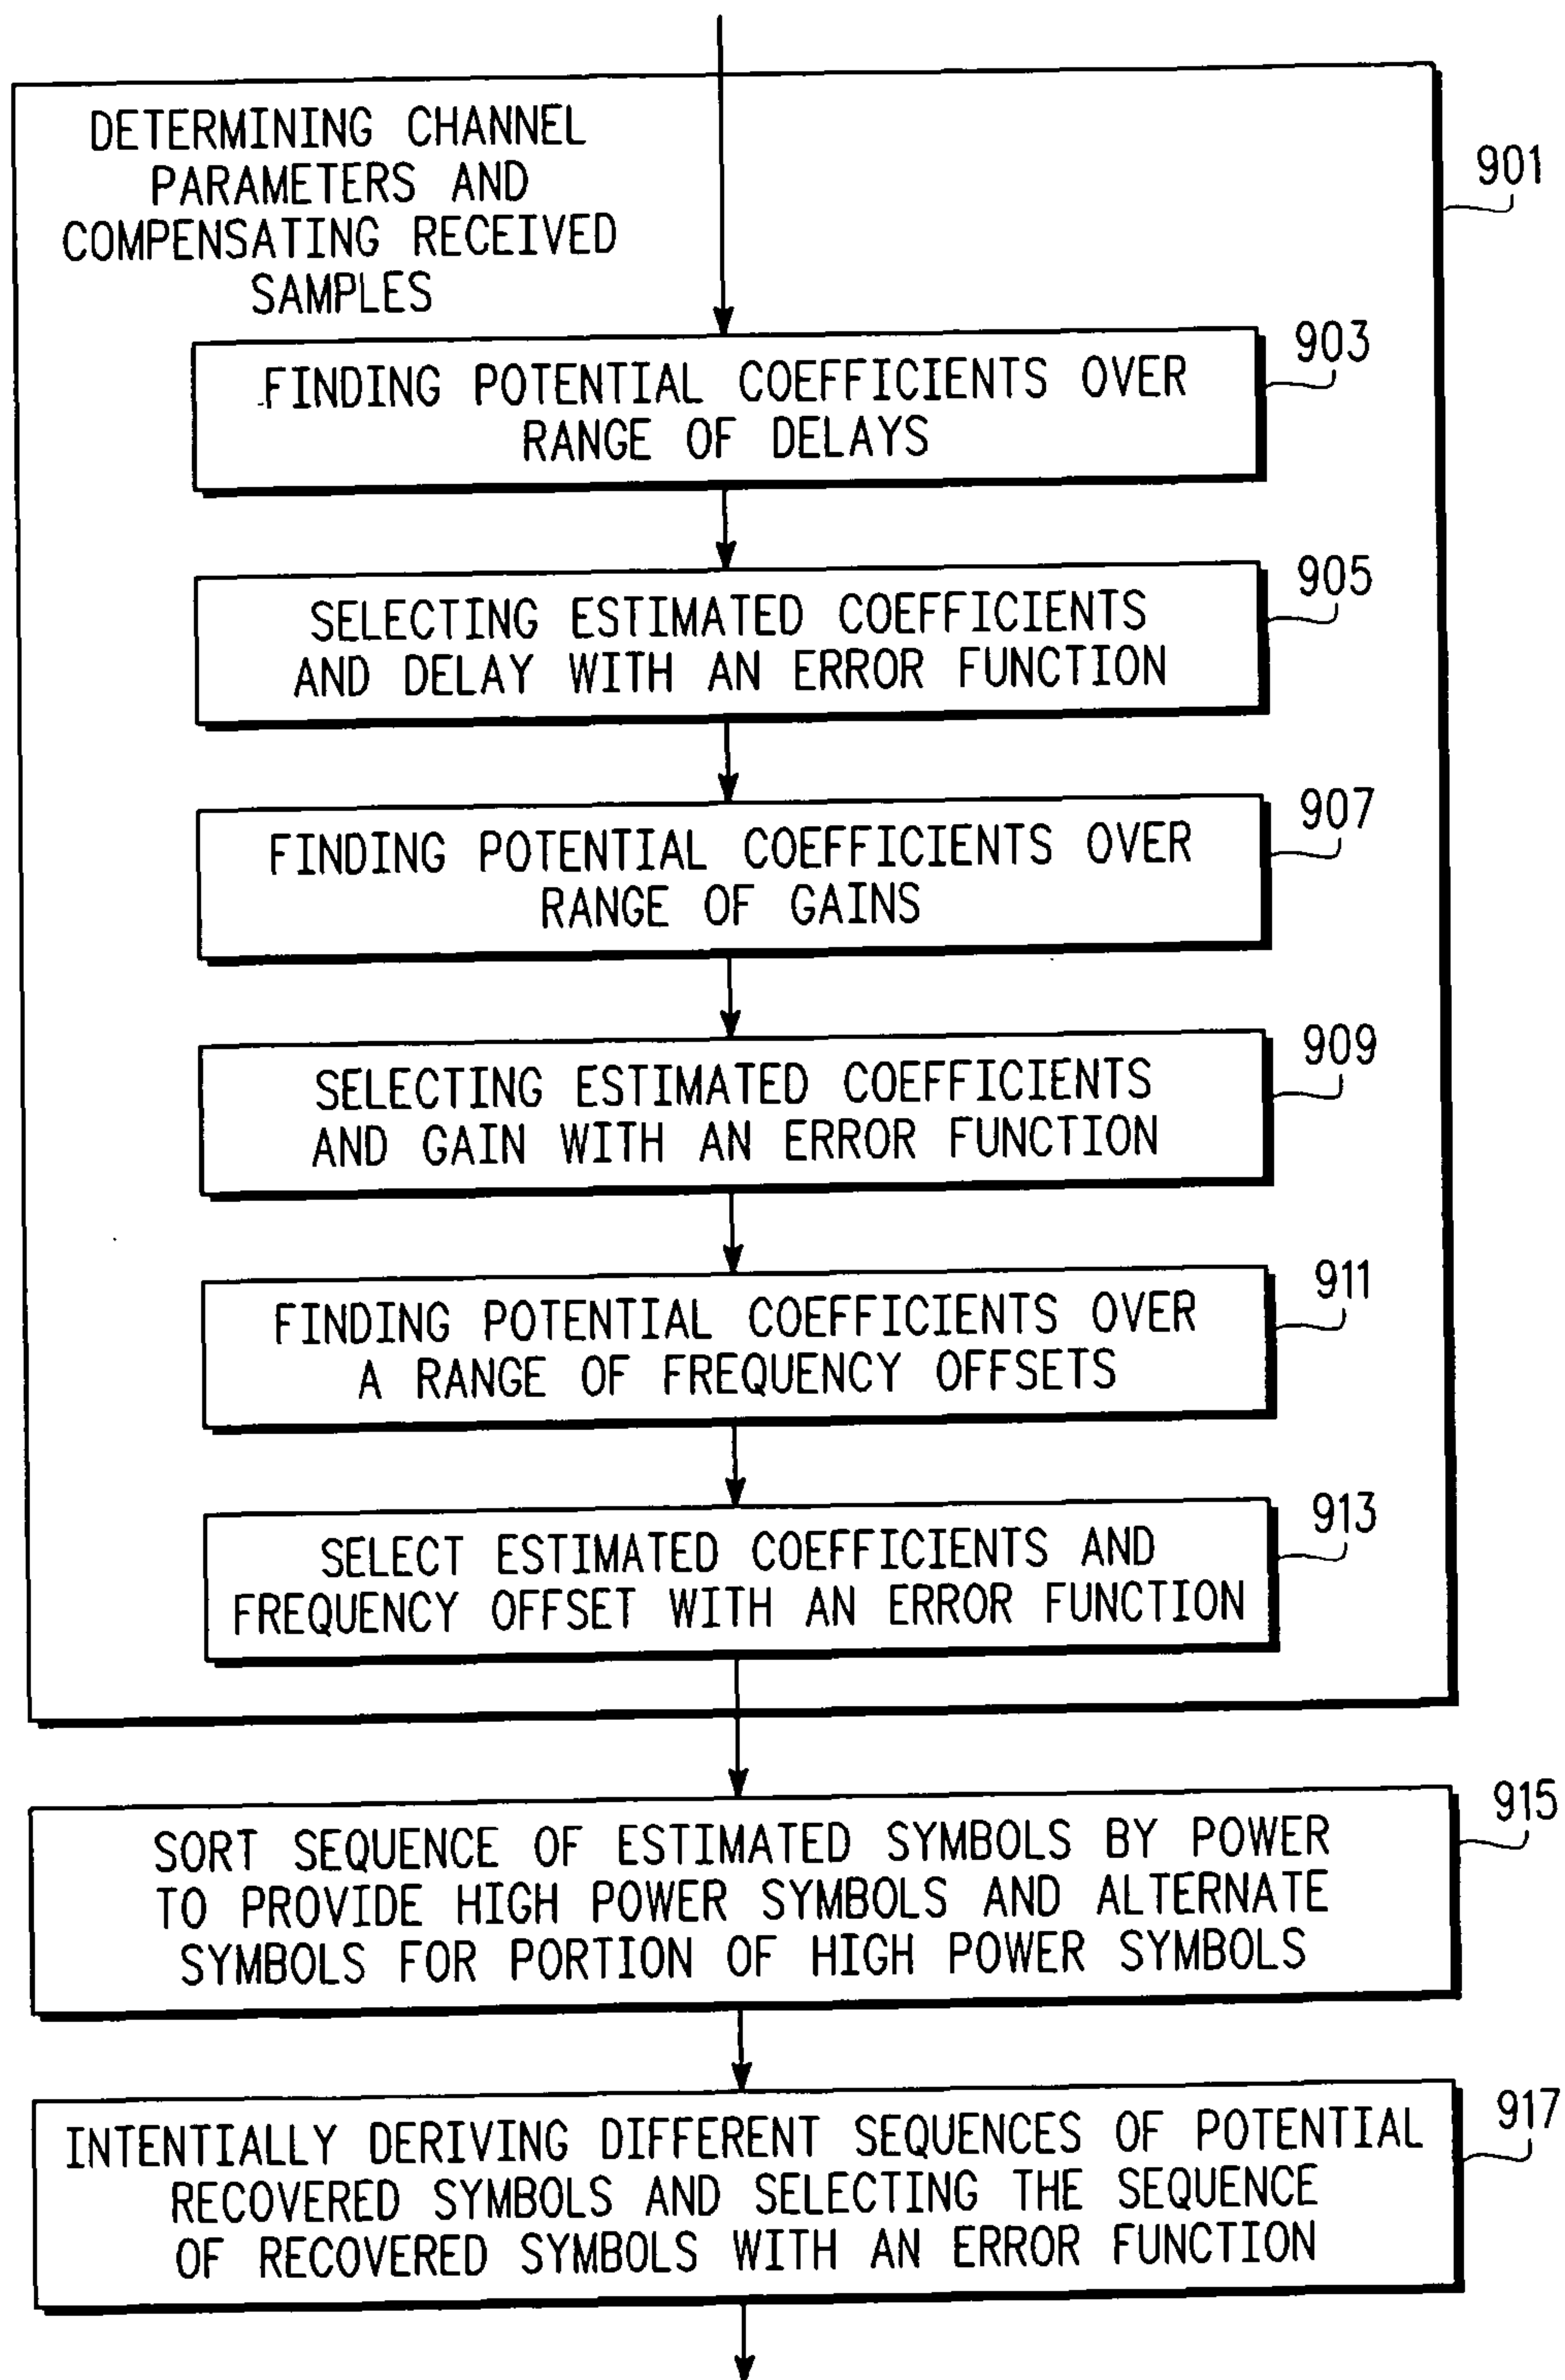 DETERMINING CHANNEL
PARAMETERS AND
COMPENSATING RECEIVED
SAMPLES
901
903
FINDING POTENTIAL COEFFICIENTS OVER
RANGE OF DELAYS
905
SELECTING ESTIMATED COEFFICIENTS
AND DELAY WITH AN ERROR FUNCTION
907
FINDING POTENTIAL COEFFICIENTS OVER
RANGE OF GAINS
909
SELECTING ESTIMATED COEFFICIENTS
AND GAIN WITH AN ERROR FUNCTION
911
FINDING POTENTIAL COEFFICIENTS OVER
A RANGE OF FREQUENCY OFFSETS
913
SELECT ESTIMATED COEFFICIENTS AND
FREQUENCY OFFSET WITH AN ERROR FUNCTION
915
SORT SEQUENCE OF ESTIMATED SYMBOLS BY POWER
TO PROVIDE HIGH POWER SYMBOLS AND ALTERNATE
SYMBOLS FOR PORTION OF HIGH POWER SYMBOLS
917
INTENTIALLY DERIVING DIFFERENT SEQUENCES OF POTENTIAL
RECOVERED SYMBOLS AND SELECTING THE SEQUENCE
OF RECOVERED SYMBOLS WITH AN ERROR FUNCTION